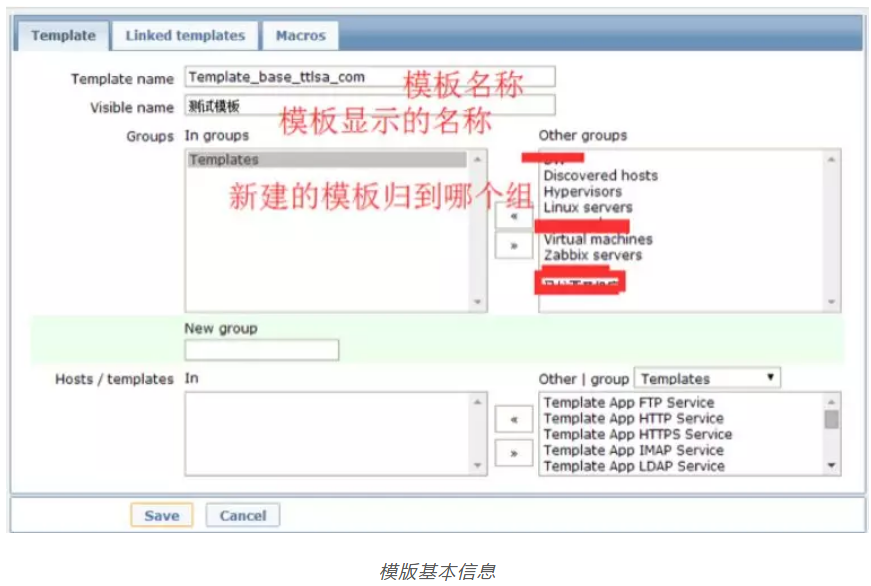 Template Linked templates Macros
Template name Template_base_ttlsa_com 模板名称
Visible name 测试模板
模板显示的名称
Groups In groups Other groups
Templates
Discovered hosts
Hypervisors
新建的模板归到哪个组
Linux servers
«
Virtual machines
»
Zabbix servers
New group
Hosts / templates In Other | group Templates
Template App FTP Service
« Template App HTTP Service
Template App HTTPS Service
» Template App IMAP Service
Template App LDAP Service
Save Cancel
模版基本信息